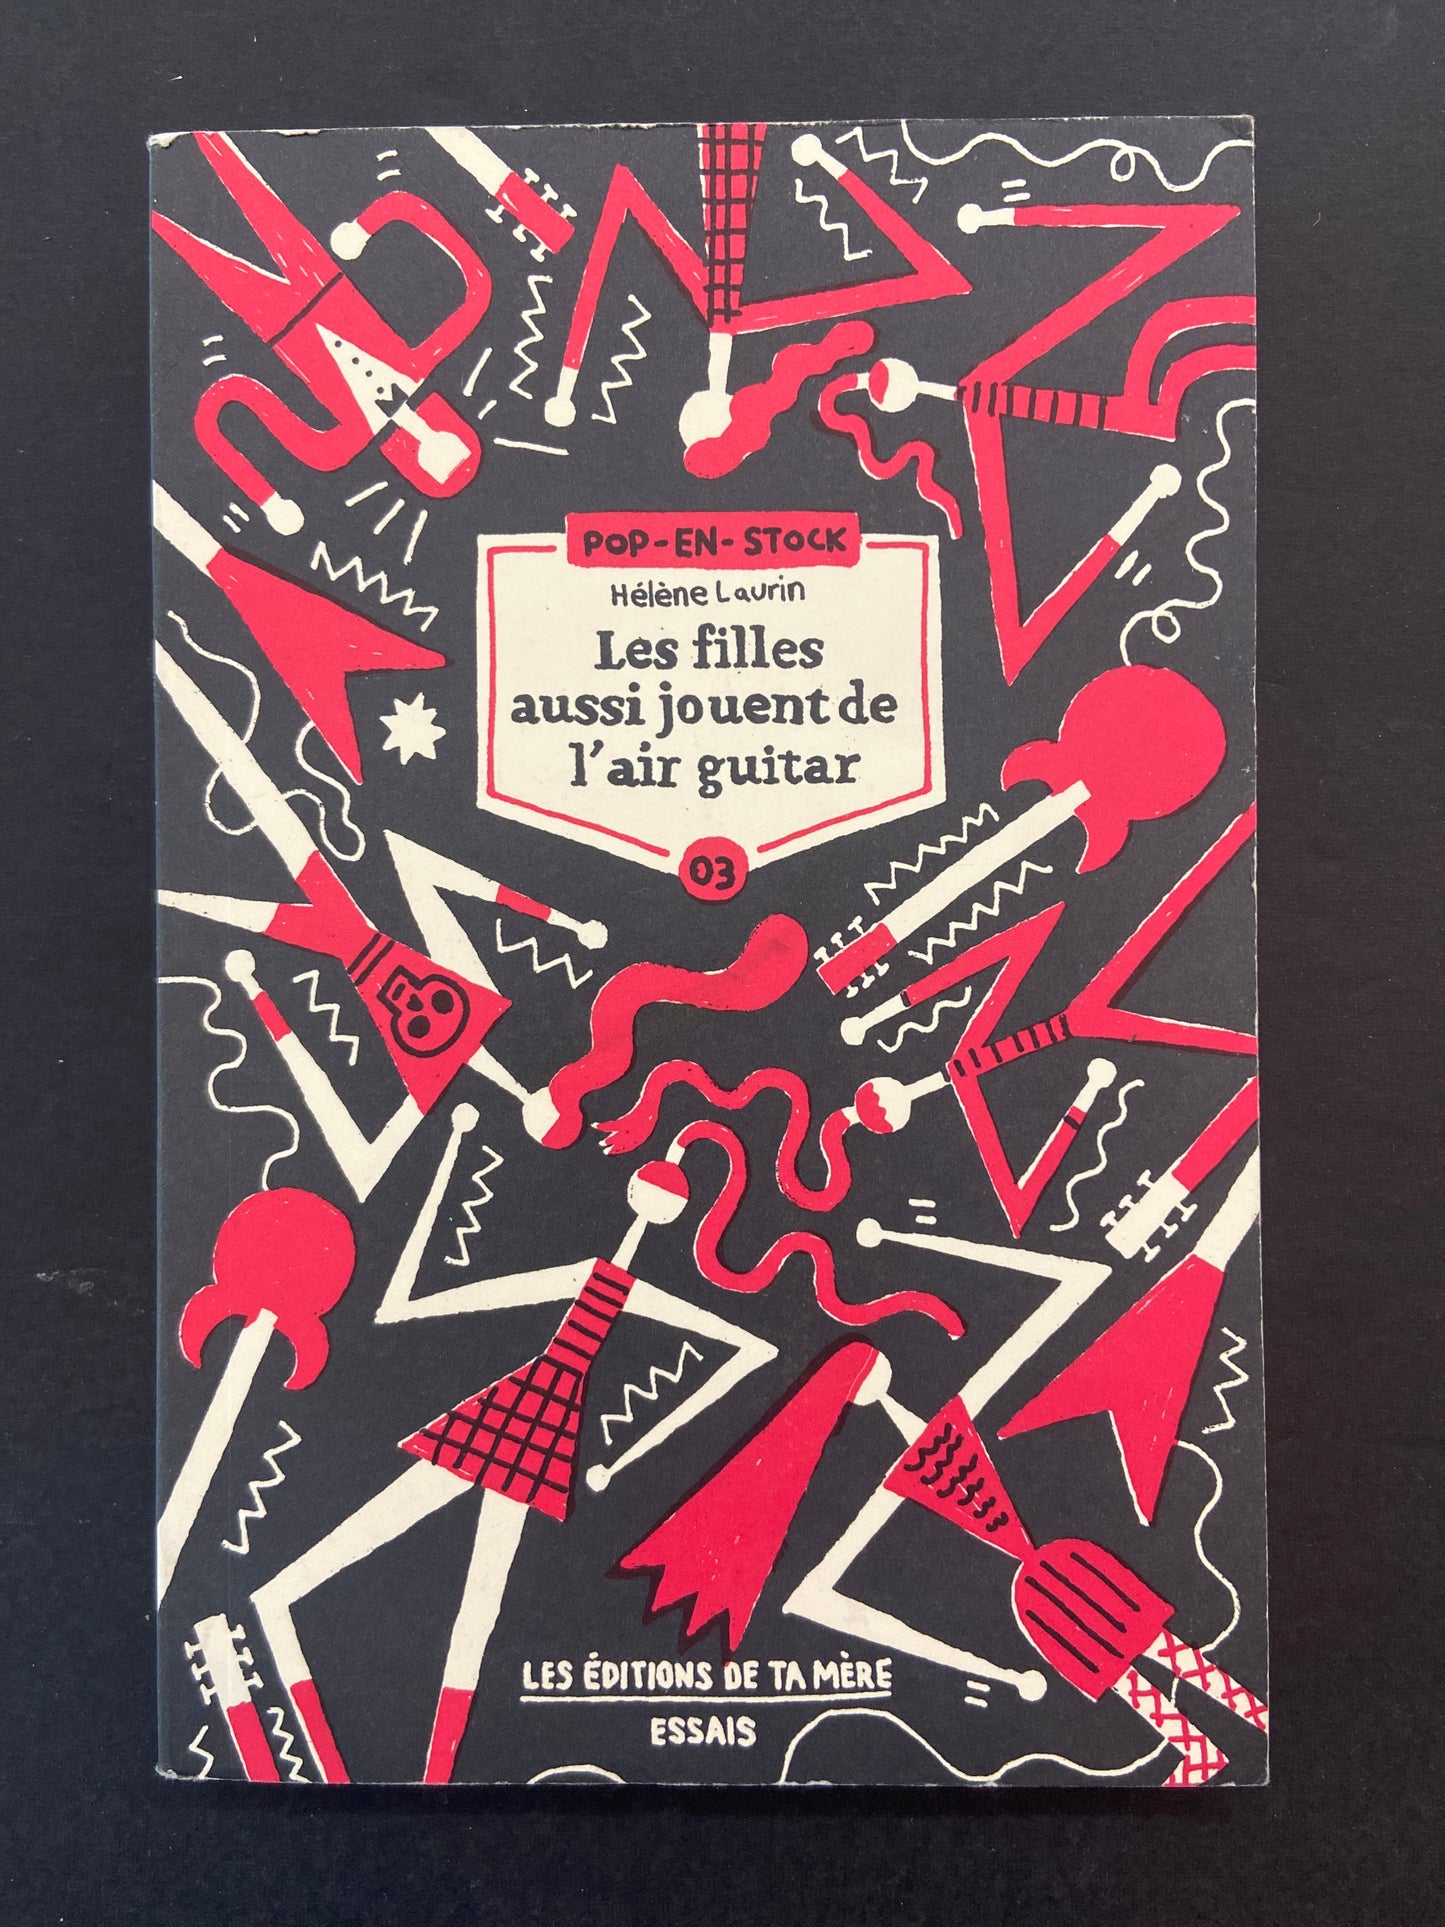 POP-EN-STOCK
Hélène Laurin
Les filles
aussi jouent de
l'air guitar
03
LES ÉDITIONS DE TA MÈRE
ESSAIS